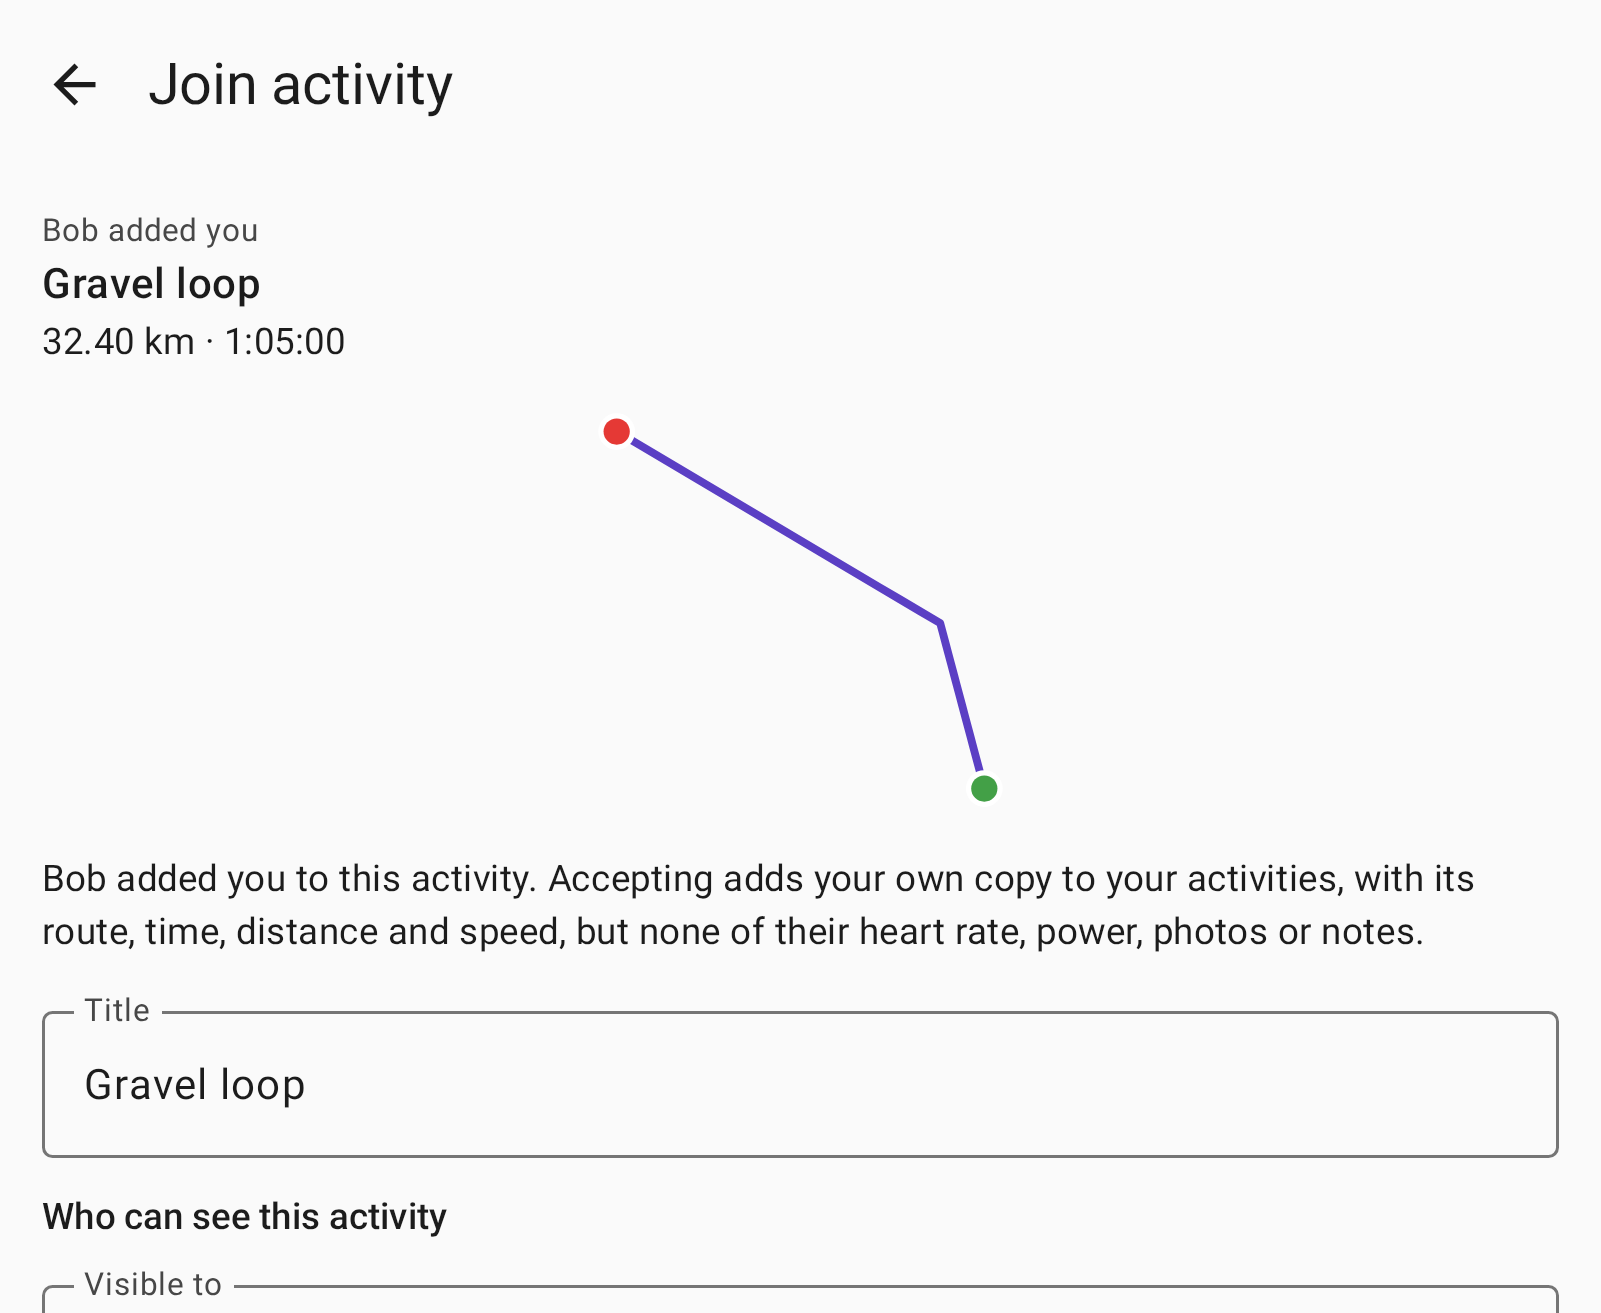 Join activity
Bob added you
Gravel loop
32.40 km · 1:05:00
Bob added you to this activity. Accepting adds your own copy to your activities, with its
route, time, distance and speed, but none of their heart rate, power, photos or notes.
Title
Gravel loop
Who can see this activity
Visible to